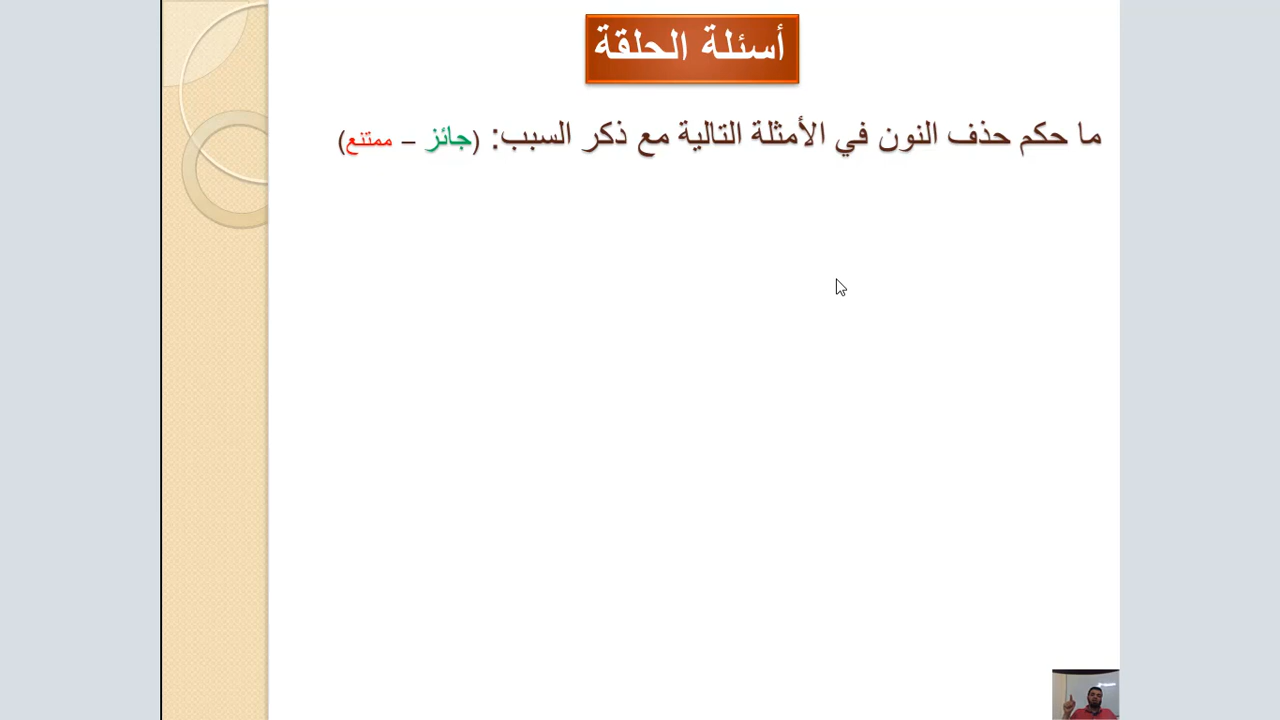 أسئلة الحلقة
ما حكم حذف النون في الأمثلة التالية مع ذكر السبب: (جائز – ممتنع)